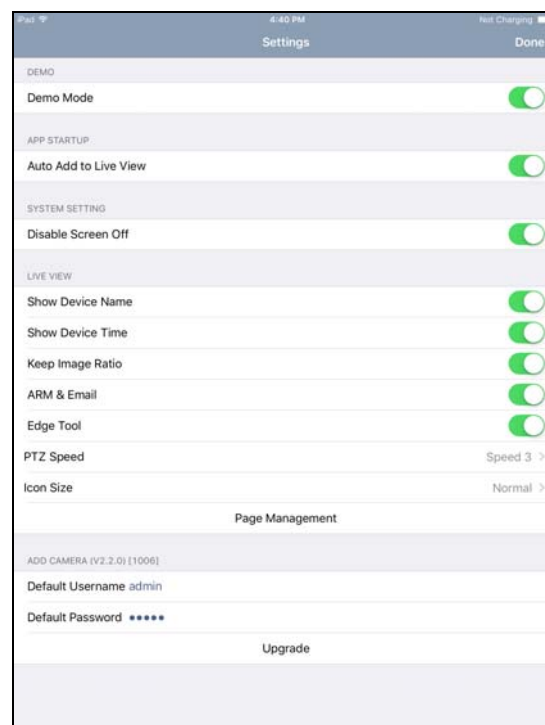 iPad 4:40 PM Not Charging
Settings Done
DEMO
Demo Mode
APP STARTUP
Auto Add to Live View
SYSTEM SETTING
Disable Screen Off
LIVE VIEW
Show Device Name
Show Device Time
Keep Image Ratio
ARM & Email
Edge Tool
PTZ Speed Speed 3 >
Icon Size Normal >
Page Management
ADD CAMERA (V2.2.0) [1006]
Default Username admin
Default Password •••••
Upgrade